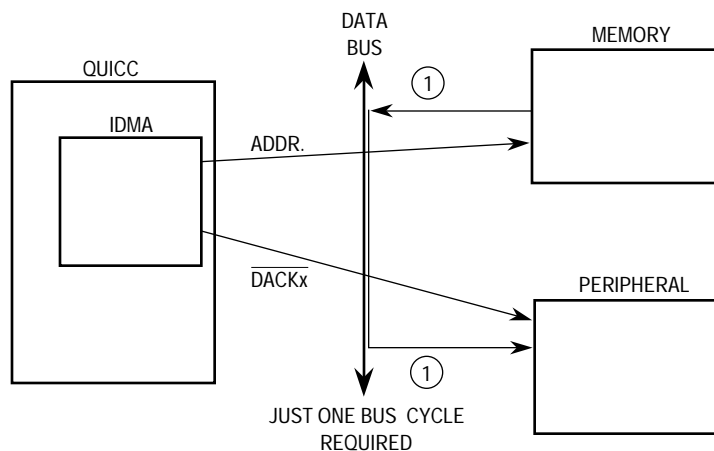 DATA
BUS
MEMORY
QUICC
1
IDMA
ADDR.
DACKx
PERIPHERAL
1
JUST ONE BUS CYCLE
REQUIRED